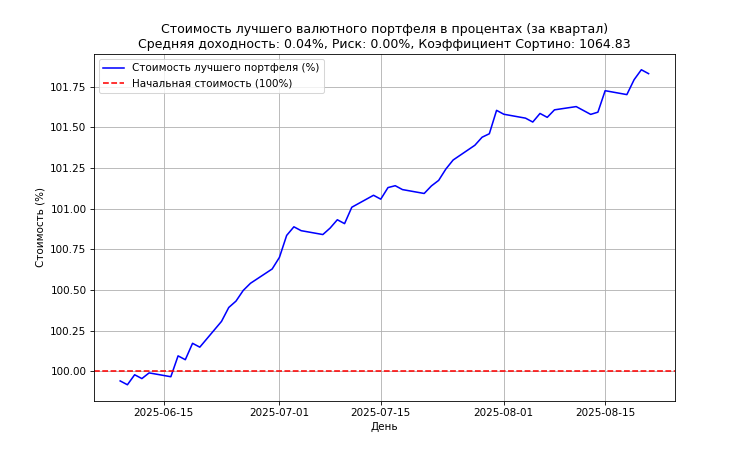 Стоимость лучшего валютного портфеля в процентах (за квартал)
Средняя доходность: 0.04%, Риск: 0.00%, Коэффициент Сортино: 1064.83
Стоимость лучшего портфеля (%)
Начальная стоимость (100%)
101.75
101.50
101.25
101.00
100.75
100.50
100.25
100.00
Стоимость (%)
2025-06-15
2025-07-01
2025-07-15
2025-08-01
2025-08-15
День